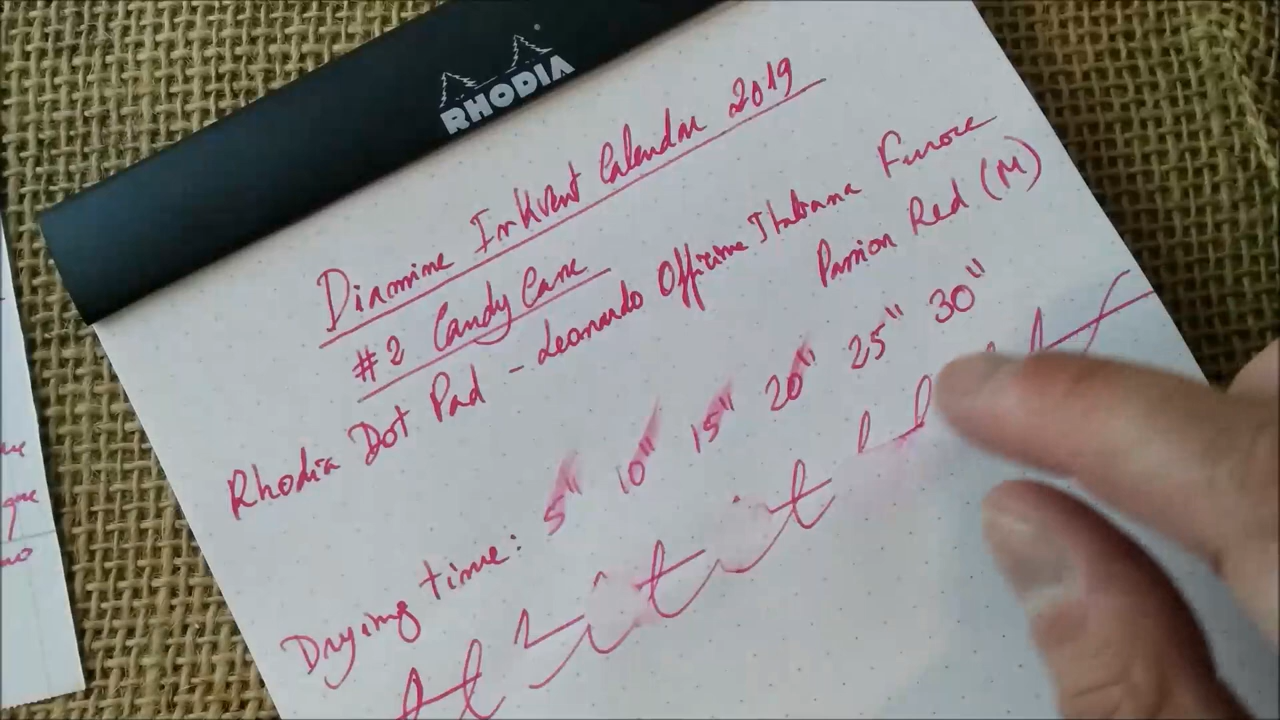 RHODIA
Diamine InkVent Calendar 2019
#2 Candy Cane
Rhodia Dot Pad - Leonardo Officina Italiana Furore
Passion Red (M)
Drying time: 5" 10" 15" 20" 25" 30"